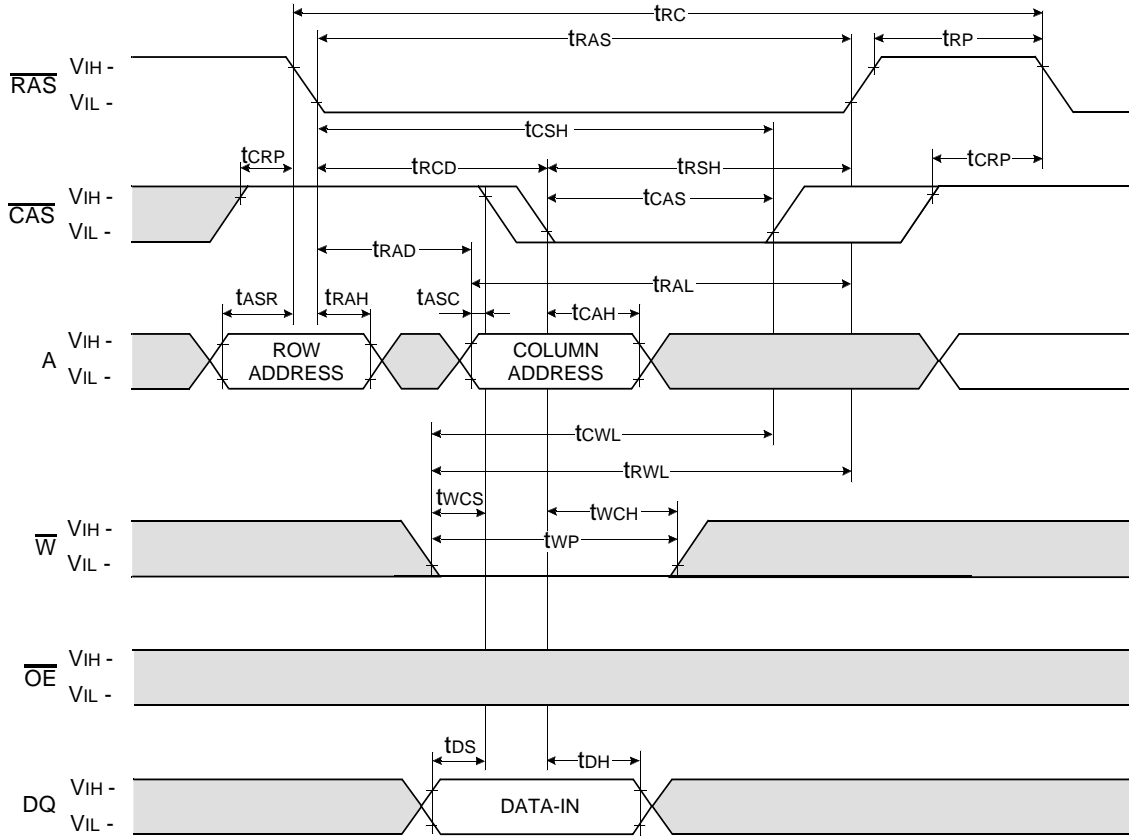 tRC
tRAS
tRP
RAS
VIH -
VIL -
tCSH
tCRP
tRCD
tRSH
tCRP
CAS
VIH -
VIL -
tCAS
tRAD
tRAL
tASR
tRAH
tASC
tCAH
A
VIH -
VIL -
ROW
ADDRESS
COLUMN
ADDRESS
tCWL
tRWL
tWCS
tWCH
W
VIH -
VIL -
tWP
OE
VIH -
VIL -
tDS
tDH
DQ
VIH -
VIL -
DATA-IN